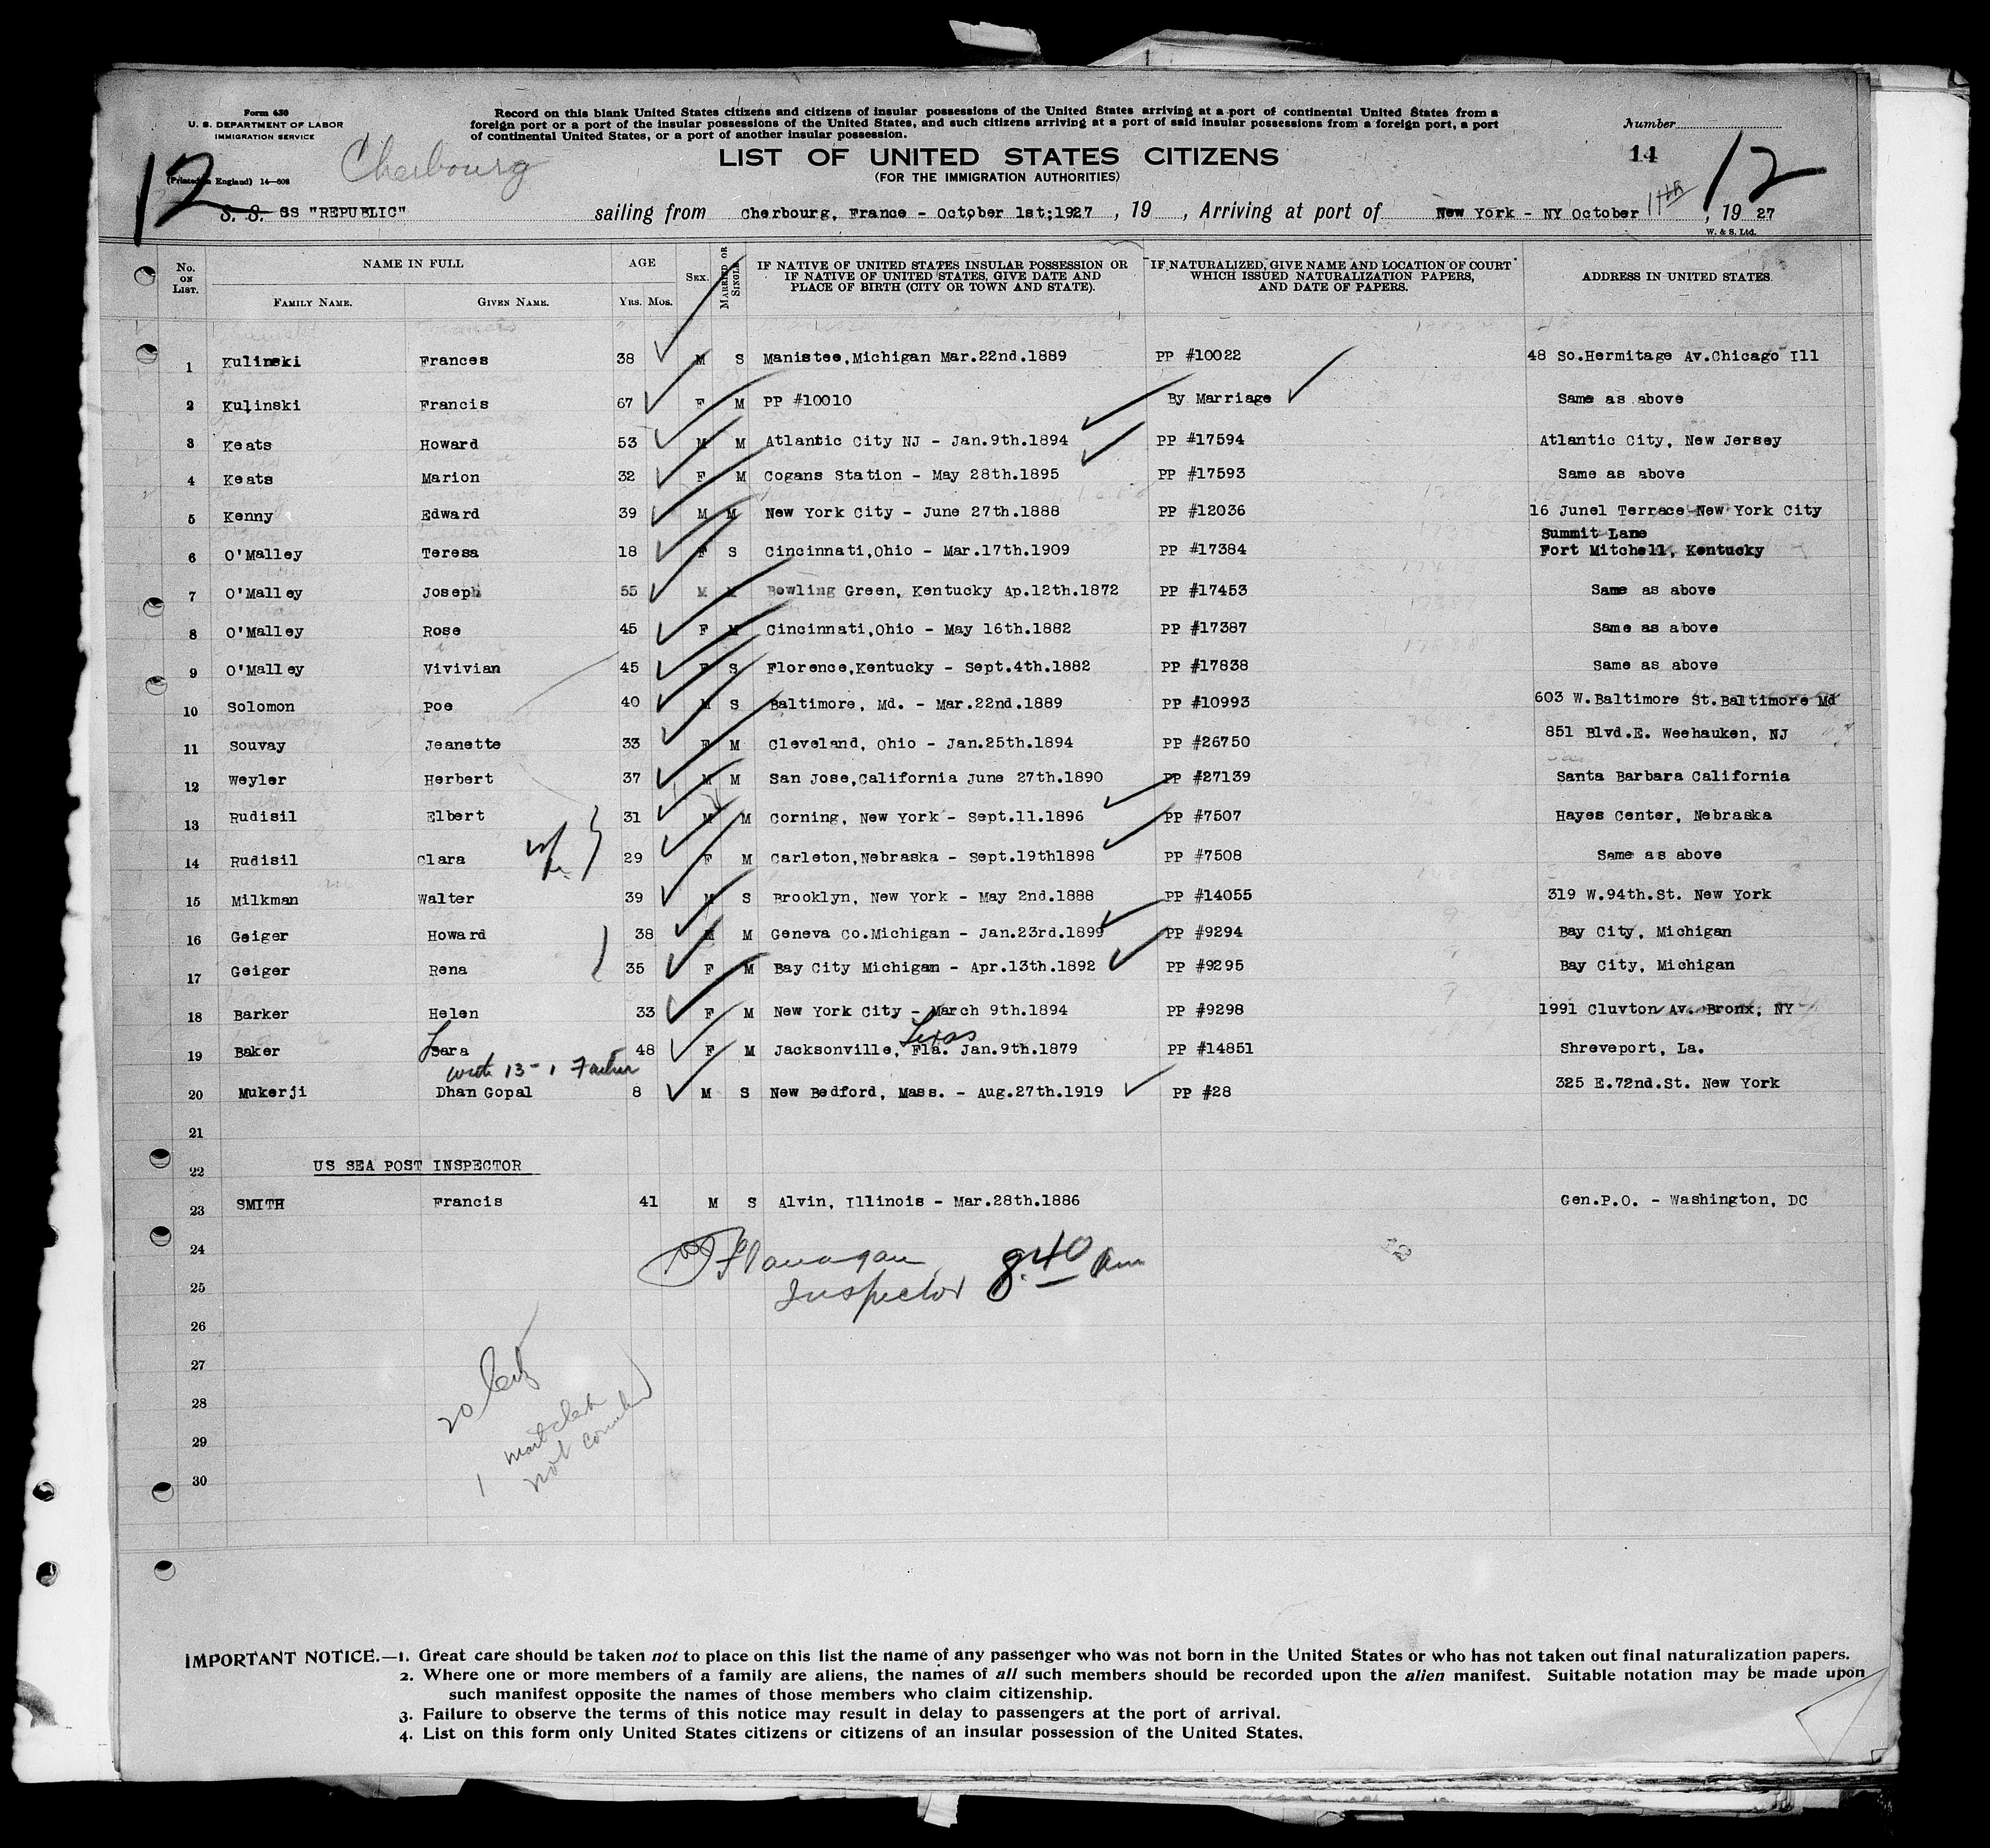 Form 630
U. S. DEPARTMENT OF LABOR
IMMIGRATION SERVICE
(Printed in England) 14—608
Cherbourg
12
Record on this blank United States citizens and citizens of insular possessions of the United States arriving at a port of continental United States from a
foreign port or a port of the insular possessions of the United States, and such citizens arriving at a port of said insular possessions from a foreign port, a port
of continental United States, or a port of another insular possession.
LIST OF UNITED STATES CITIZENS
(FOR THE IMMIGRATION AUTHORITIES)
Number
14
12
S. S. SS "REPUBLIC" sailing from Cherbourg, France - October 1st;1927 , 19 , Arriving at port of New York - NY October 11th , 19 27
W. & S. Ltd.
No. ON LIST. NAME IN FULL AGE SEX. MARRIED OR SINGLE IF NATIVE OF UNITED STATES INSULAR POSSESSION OR IF NATIVE OF UNITED STATES, GIVE DATE AND PLACE OF BIRTH (CITY OR TOWN AND STATE). IF NATURALIZED, GIVE NAME AND LOCATION OF COURT WHICH ISSUED NATURALIZATION PAPERS, AND DATE OF PAPERS. ADDRESS IN UNITED STATES.
FAMILY NAME. GIVEN NAME. YRS. MOS.
1 Kulinski Frances 38 M S Manistee,Michigan Mar.22nd.1889 PP #10022 48 So.Hermitage Av.Chicago Ill
2 Kulinski Francis 67 F M PP #10010 By Marriage Same as above
3 Keats Howard 53 M M Atlantic City NJ - Jan.9th.1894 PP #17594 Atlantic City, New Jersey
4 Keats Marion 32 F M Cogans Station - May 28th.1895 PP #17593 Same as above
5 Kenny Edward 39 M M New York City - June 27th.1888 PP #12036 16 Junel Terrace-New York City
6 O'Malley Teresa 18 F S Cincinnati,Ohio - Mar.17th.1909 PP #17384 Summit Lane
Fort Mitchell, Kentucky
7 O'Malley Joseph 55 M M Bowling Green, Kentucky Ap.12th.1872 PP #17453 Same as above
8 O'Malley Rose 45 F M Cincinnati,Ohio - May 16th.1882 PP #17387 Same as above
9 O'Malley Vivivian 45 F S Florence,Kentucky - Sept.4th.1882 PP #17838 Same as above
10 Solomon Poe 40 M S Baltimore, Md. - Mar.22nd.1889 PP #10993 603 W.Baltimore St.Baltimore Md
11 Souvay Jeanette 33 F M Cleveland, Ohio - Jan.25th.1894 PP #26750 851 Blvd.E. Weehauken, NJ
12 Weyler Herbert 37 M M San Jose,California June 27th.1890 PP #27139 Santa Barbara California
13 Rudisil Elbert 31 M M Corning, New York - Sept.11.1896 PP #7507 Hayes Center, Nebraska
14 Rudisil Clara 29 F M Carleton,Nebraska - Sept.19th1898 PP #7508 Same as above
15 Milkman Walter 39 M S Brooklyn, New York - May 2nd.1888 PP #14055 319 W.94th.St. New York
16 Geiger Howard 38 M M Geneva Co.Michigan - Jan.23rd.1899 PP #9294 Bay City, Michigan
17 Geiger Rena 35 F M Bay City Michigan - Apr.13th.1892 PP #9295 Bay City, Michigan
18 Barker Helen 33 F M New York City - March 9th.1894 PP #9298 1991 Cluvton Av. Bronx, NY
Texas
19 Baker Sara 48 F M Jacksonville, Fla. Jan.9th.1879 PP #14851 Shreveport, La.
with 13-1 Father
20 Mukerji Dhan Gopal 8 M S New Bedford, Mass. - Aug.27th.1919 PP #28 325 E.72nd.St. New York
21
22 US SEA POST INSPECTOR
23 SMITH Francis 41 M S Alvin, Illinois - Mar.28th.1886 Gen.P.O. - Washington, DC
24 Flanagan 8.40 Am
25 Inspector
26
27
28 20
29 1 not
30
IMPORTANT NOTICE.—1. Great care should be taken not to place on this list the name of any passenger who was not born in the United States or who has not taken out final naturalization papers.
2. Where one or more members of a family are aliens, the names of all such members should be recorded upon the alien manifest. Suitable notation may be made upon
such manifest opposite the names of those members who claim citizenship.
3. Failure to observe the terms of this notice may result in delay to passengers at the port of arrival.
4. List on this form only United States citizens or citizens of an insular possession of the United States.